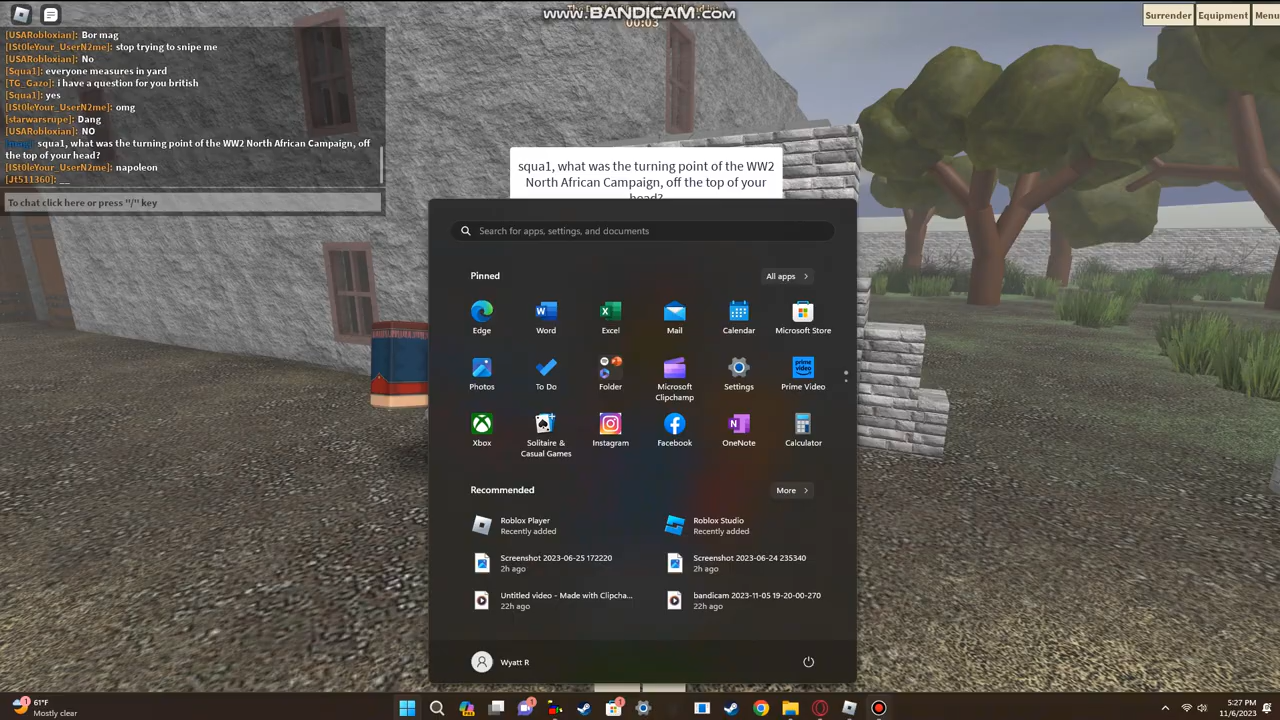 www.BANDICAM.com
00:03
Surrender
Equipment
Menu
[USARobloxian]: Bor mag
[ISt0leYour_UserN2me]: stop trying to snipe me
[USARobloxian]: No
[Squa1]: everyone measures in yard
[TG_Gazo]: i have a question for you british
[Squa1]: yes
[ISt0leYour_UserN2me]: omg
[starwarsrupe]: Dang
[USARobloxian]: NO
squa1, what was the turning point of the WW2 North African Campaign, off
the top of your head?
[ISt0leYour_UserN2me]: napoleon
[Jt511360]: __
To chat click here or press "/" key
squa1, what was the turning point of the WW2
North African Campaign, off the top of your
head?
Search for apps, settings, and documents
Pinned
All apps
Edge
Word
Excel
Mail
Calendar
Microsoft Store
Photos
To Do
Folder
Microsoft
Clipchamp
Settings
prime
video
Prime Video
Xbox
Solitaire &
Casual Games
Instagram
Facebook
OneNote
Calculator
Recommended
More
Roblox Player
Recently added
Roblox Studio
Recently added
Screenshot 2023-06-25 172220
2h ago
Screenshot 2023-06-24 235340
2h ago
Untitled video - Made with Clipcha...
22h ago
bandicam 2023-11-05 19-20-00-270
22h ago
Wyatt R
61°F
Mostly clear
5:27 PM
11/6/2023